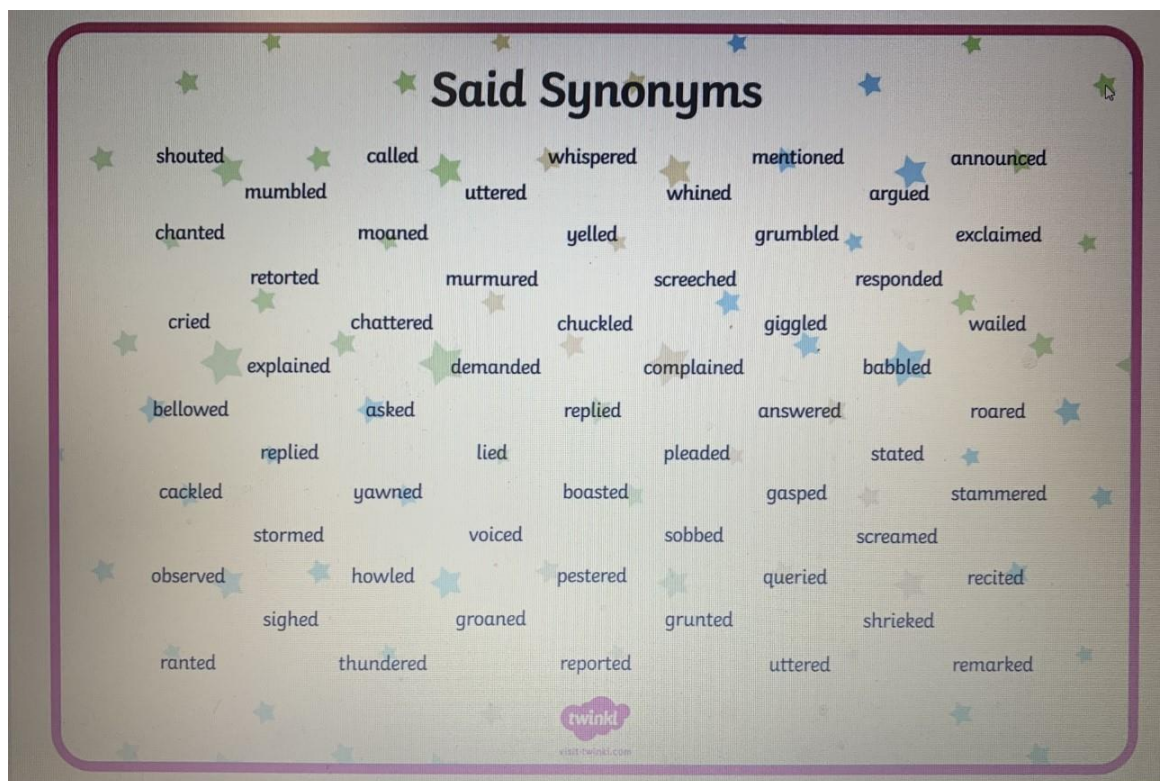 Said Synonyms
shouted called whispered mentioned announced
mumbled uttered whined argued
chanted moaned yelled grumbled exclaimed
retorted murmured screeched responded
cried chattered chuckled giggled wailed
explained demanded complained babbled
bellowed asked replied answered roared
replied lied pleaded stated
cackled yawned boasted gasped stammered
stormed voiced sobbed screamed
observed howled pestered queried recited
sighed groaned grunted shrieked
ranted thundered reported uttered remarked
twinkl
visit twinkl.com